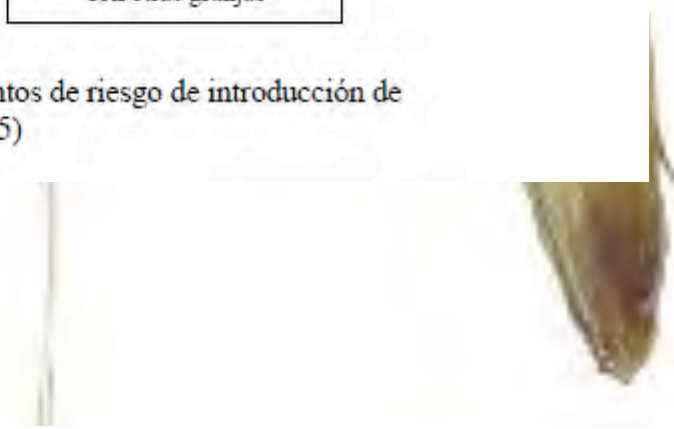 ntos de riesgo de introducción de
5)